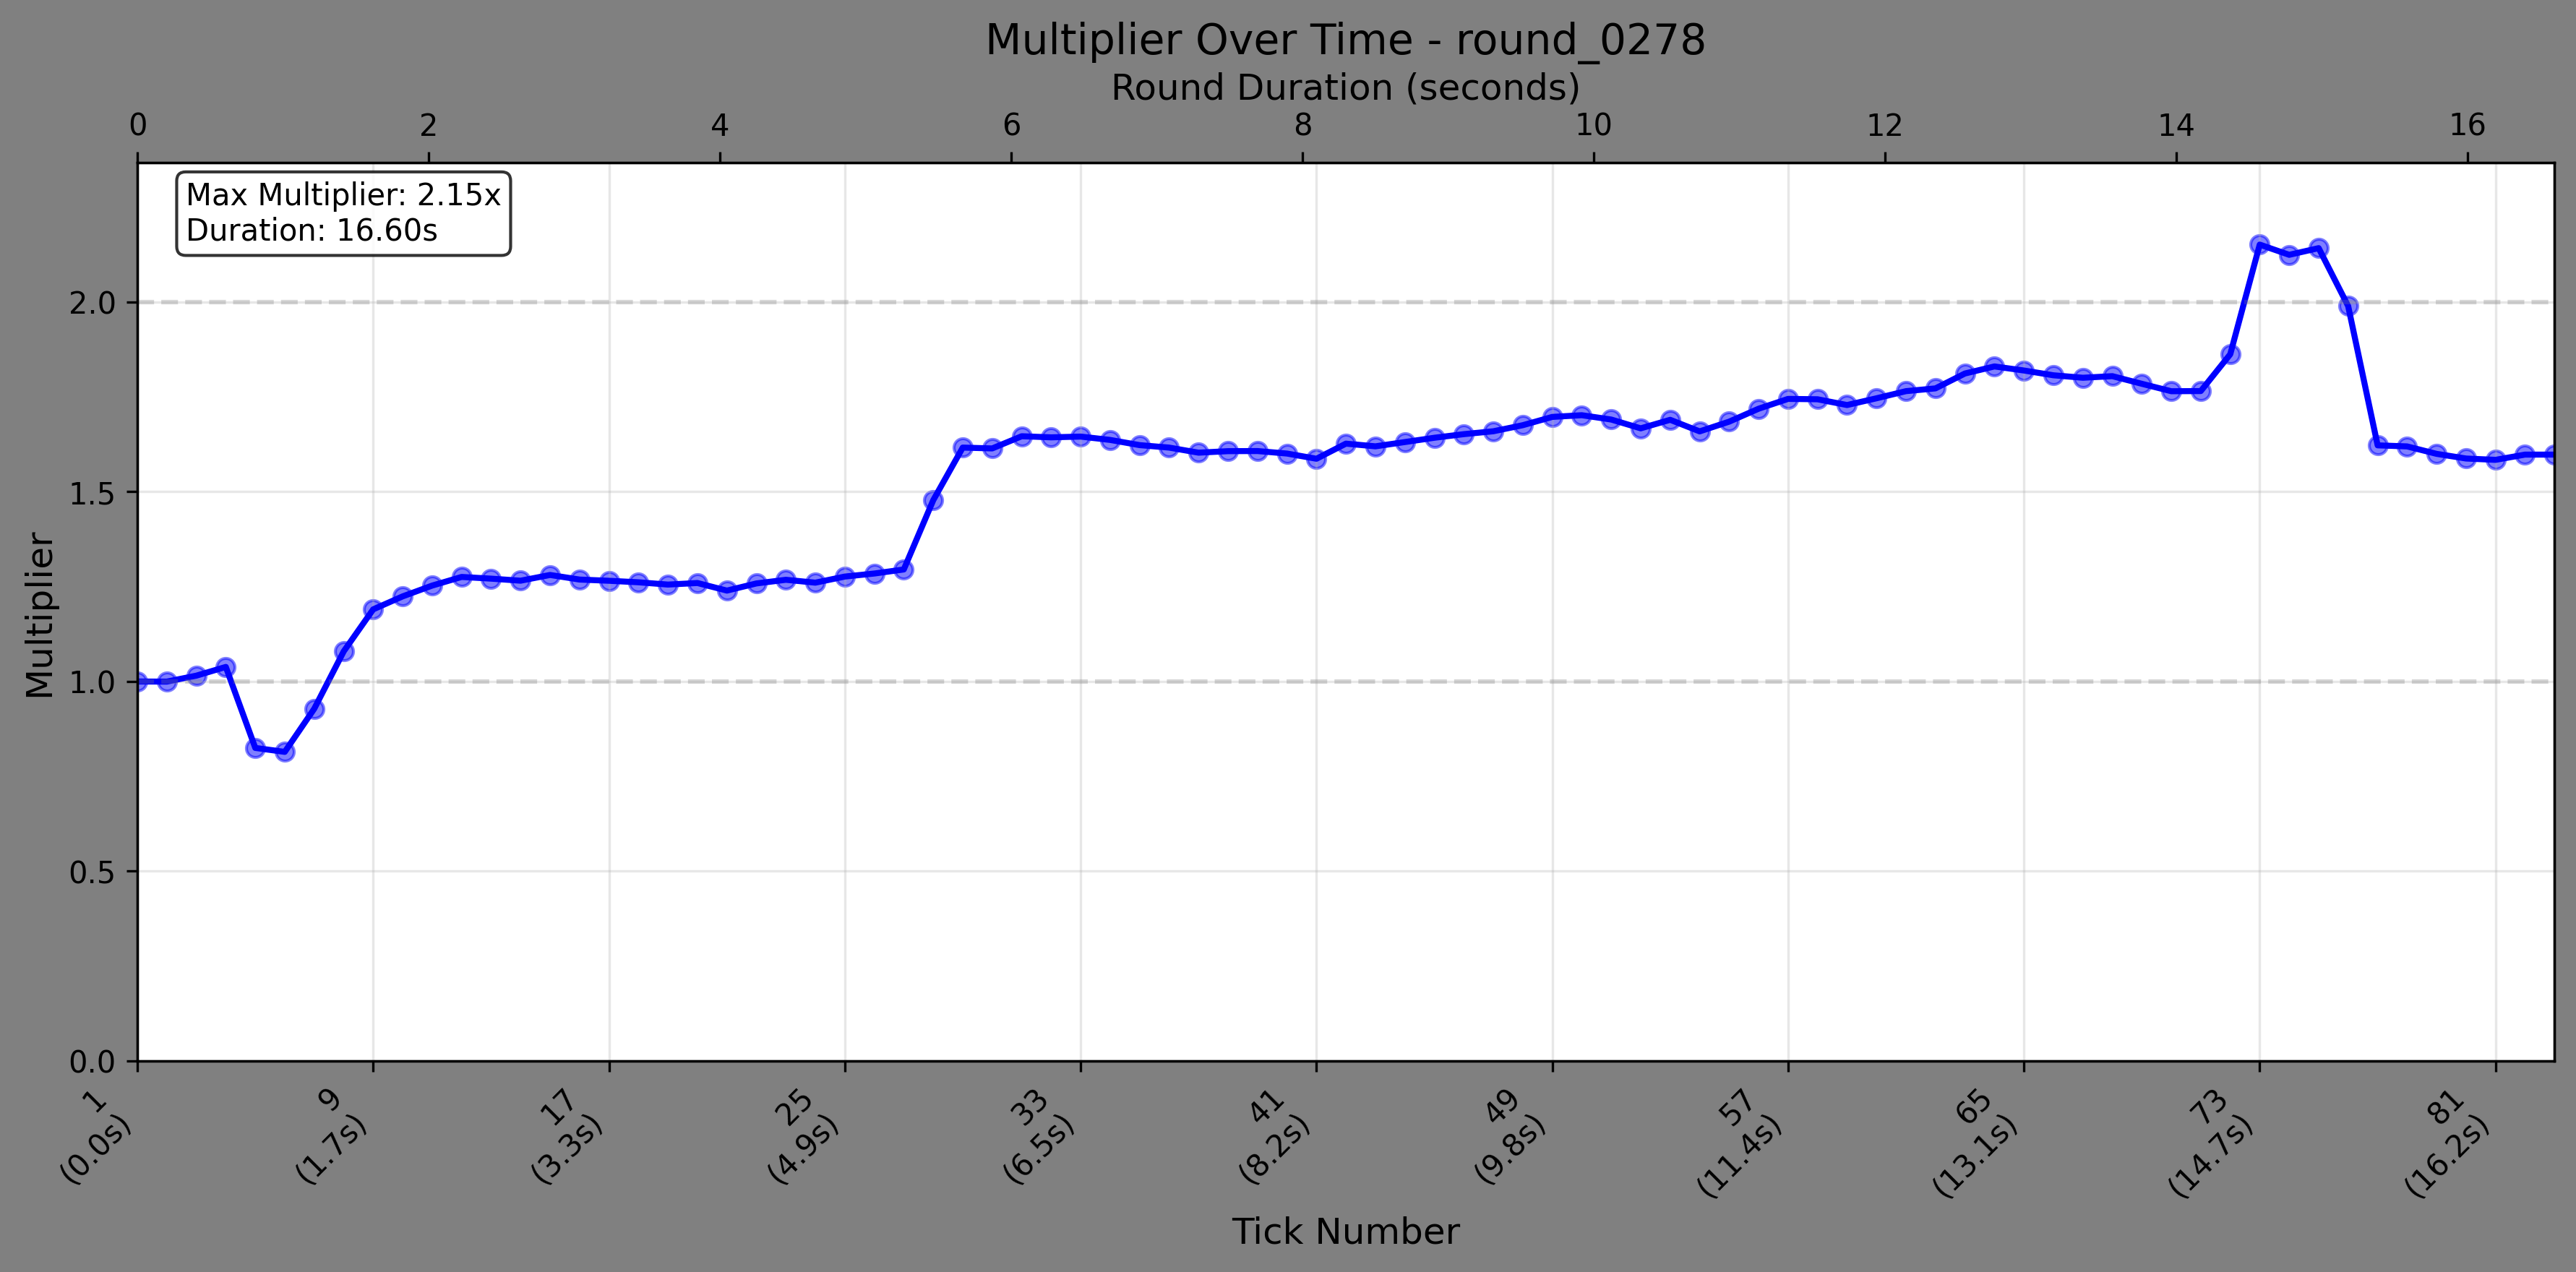 Multiplier Over Time - round_0278
Round Duration (seconds)
0 2 4 6 8 10 12 14 16
Max Multiplier: 2.15x
Duration: 16.60s
Multiplier
2.0
1.5
1.0
0.5
0.0
1 9 17 25 33 41 49 57 65 73 81
(0.0s) (1.7s) (3.3s) (4.9s) (6.5s) (8.2s) (9.8s) (11.4s) (13.1s) (14.7s) (16.2s)
Tick Number